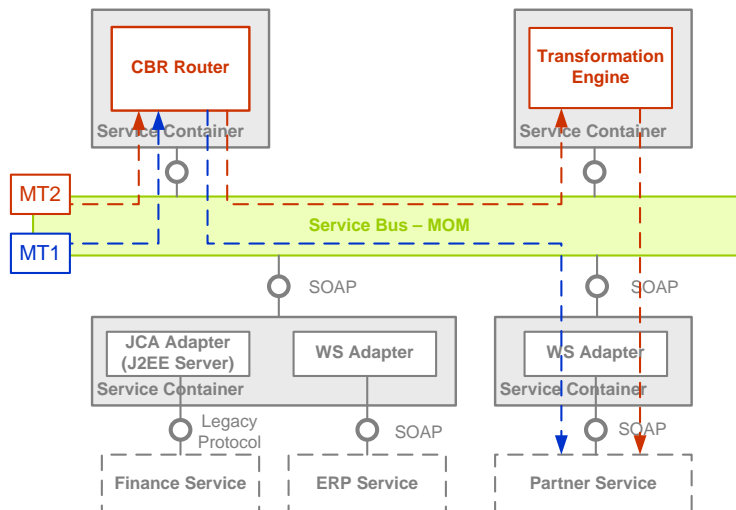 CBR Router
Transformation
Engine
Service Container
Service Container
MT2
Service Bus – MOM
MT1
SOAP
SOAP
JCA Adapter
(J2EE Server)
WS Adapter
WS Adapter
Service Container
Service Container
Legacy
Protocol
SOAP
SOAP
Finance Service
ERP Service
Partner Service